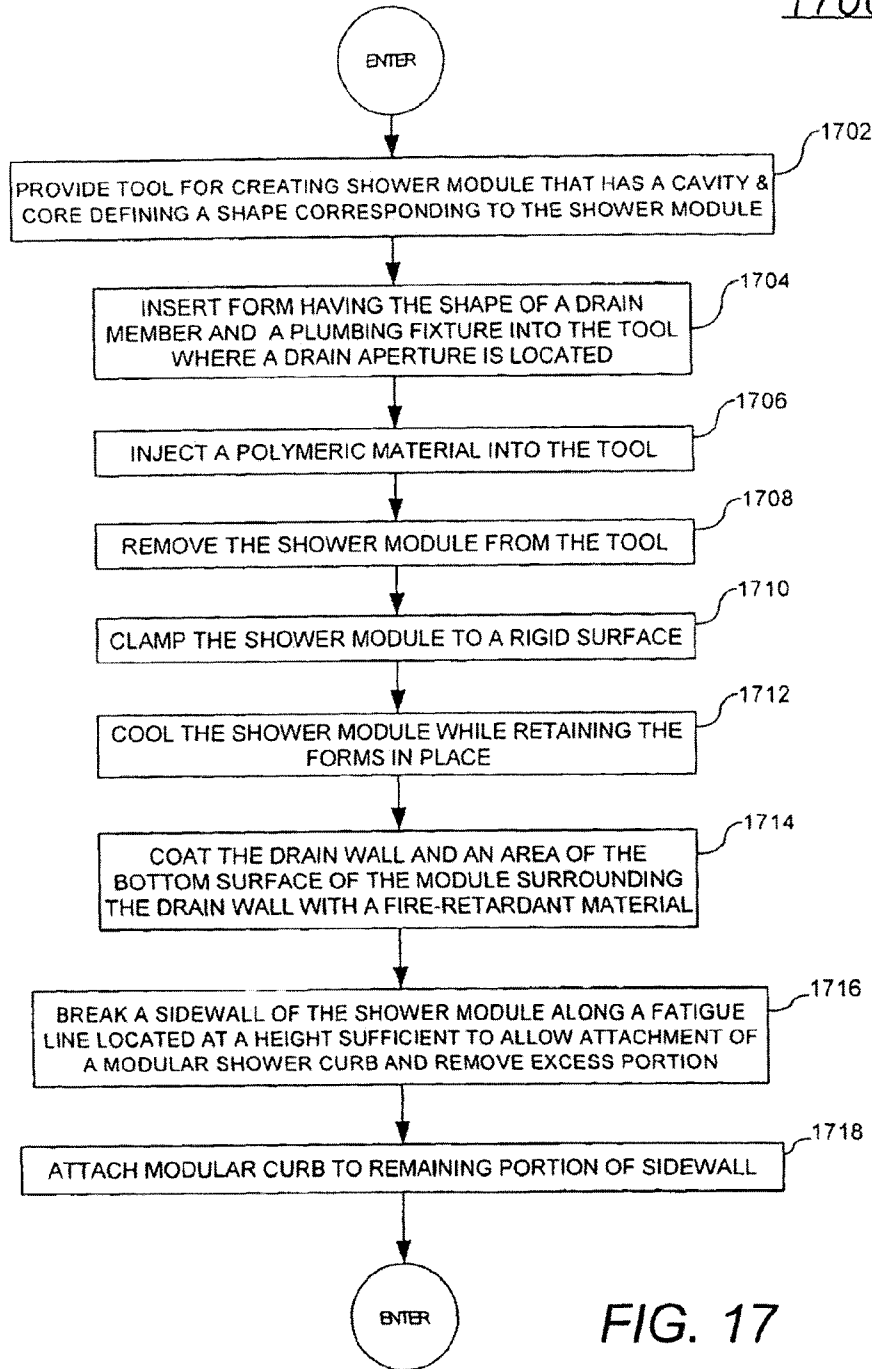 1700
ENTER
1702
PROVIDE TOOL FOR CREATING SHOWER MODULE THAT HAS A CAVITY &
CORE DEFINING A SHAPE CORRESPONDING TO THE SHOWER MODULE
1704
INSERT FORM HAVING THE SHAPE OF A DRAIN
MEMBER AND A PLUMBING FIXTURE INTO THE TOOL
WHERE A DRAIN APERTURE IS LOCATED
1706
INJECT A POLYMERIC MATERIAL INTO THE TOOL
1708
REMOVE THE SHOWER MODULE FROM THE TOOL
1710
CLAMP THE SHOWER MODULE TO A RIGID SURFACE
1712
COOL THE SHOWER MODULE WHILE RETAINING THE
FORMS IN PLACE
1714
COAT THE DRAIN WALL AND AN AREA OF THE
BOTTOM SURFACE OF THE MODULE SURROUNDING
THE DRAIN WALL WITH A FIRE-RETARDANT MATERIAL
1716
BREAK A SIDEWALL OF THE SHOWER MODULE ALONG A FATIGUE
LINE LOCATED AT A HEIGHT SUFFICIENT TO ALLOW ATTACHMENT OF
A MODULAR SHOWER CURB AND REMOVE EXCESS PORTION
1718
ATTACH MODULAR CURB TO REMAINING PORTION OF SIDEWALL
ENTER
FIG. 17